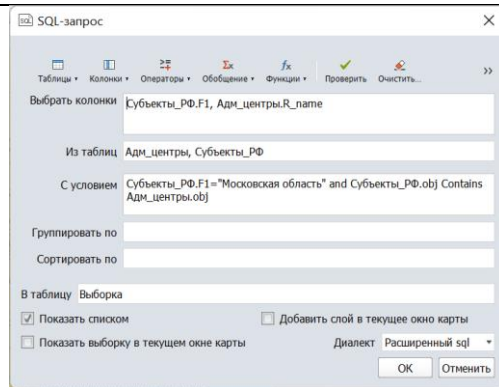 SQL-запрос
Таблицы Колонки Операторы Обобщение Функции Проверить Очистить...
Выбрать колонки Субъекты_РФ.F1, Адм_центры.R_name
Из таблиц Адм_центры, Субъекты_РФ
С условием Субъекты_РФ.F1="Московская область" and Субъекты_РФ.obj Contains
Адм_центры.obj
Группировать по
Сортировать по
В таблицу Выборка
Показать списком Добавить слой в текущее окно карты
Показать выборку в текущем окне карты Диалект Расширенный sql
ОК Отменить